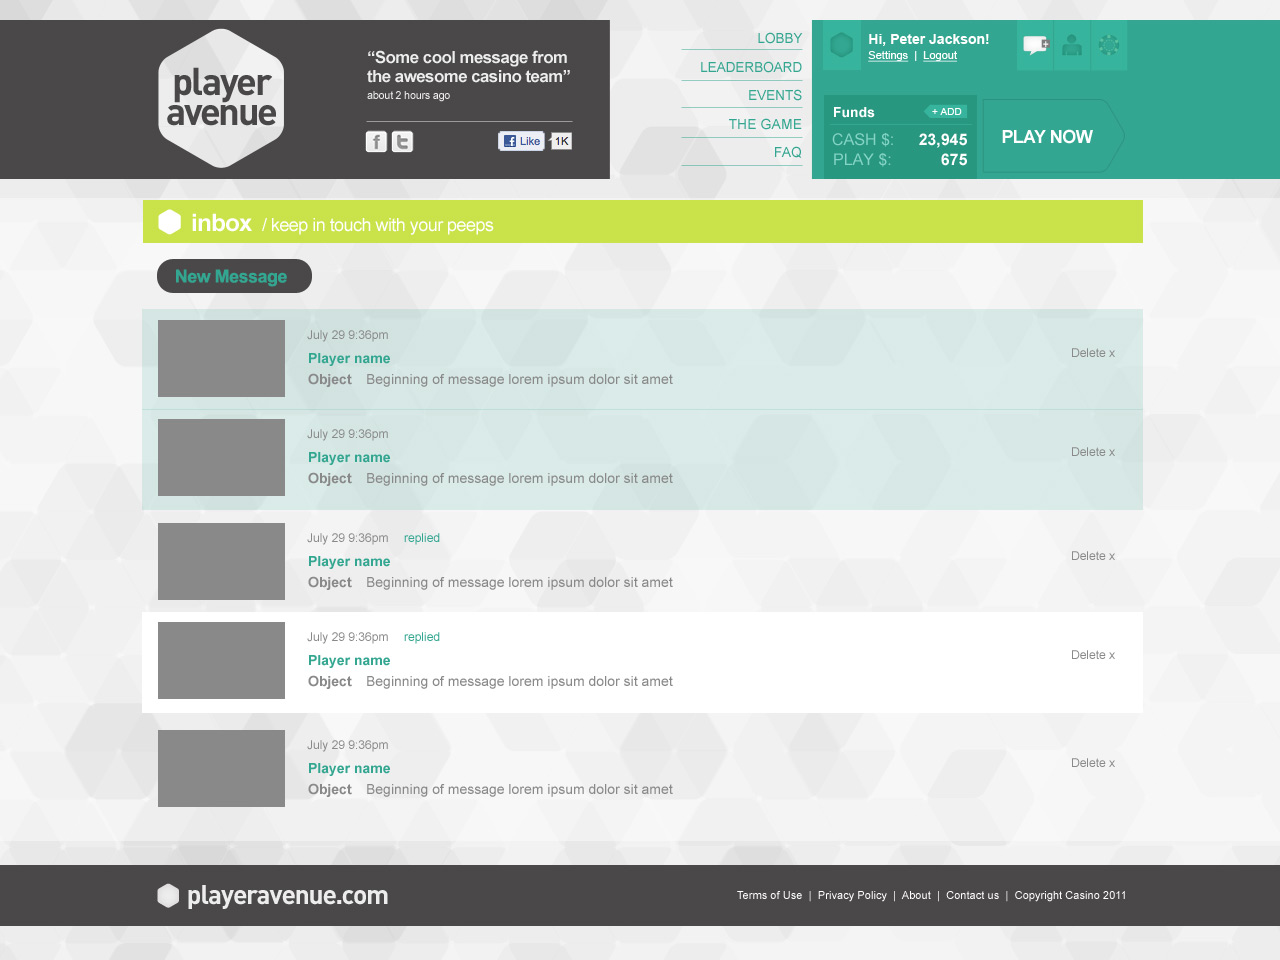 player
avenue
“Some cool message from
the awesome casino team”
about 2 hours ago
f t
f Like 1K
LOBBY
LEADERBOARD
EVENTS
THE GAME
FAQ
Hi, Peter Jackson!
Settings | Logout
Funds + ADD
CASH $: 23,945
PLAY $: 675
PLAY NOW
inbox / keep in touch with your peeps
New Message
July 29 9:36pm
Player name
Delete x
Object Beginning of message lorem ipsum dolor sit amet
July 29 9:36pm
Player name
Delete x
Object Beginning of message lorem ipsum dolor sit amet
July 29 9:36pm replied
Player name
Delete x
Object Beginning of message lorem ipsum dolor sit amet
July 29 9:36pm replied
Player name
Delete x
Object Beginning of message lorem ipsum dolor sit amet
July 29 9:36pm
Player name
Delete x
Object Beginning of message lorem ipsum dolor sit amet
playeravenue.com
Terms of Use | Privacy Policy | About | Contact us | Copyright Casino 2011